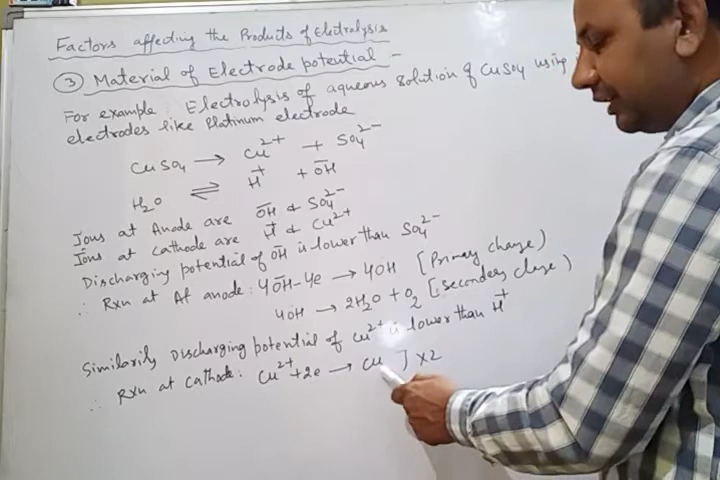 Factors affecting the Products of Electrolysis
③ Material of Electrode potential -
For example Electrolysis of aqueous solution of CuSO4 using
electrodes like Platinum electrode
CuSO4 → Cu²⁺ + SO4²⁻
H2O ⇌ H⁺ + OH⁻
Ions at Anode are OH⁻ & SO4²⁻
Ions at cathode are H⁺ & Cu²⁺
Discharging potential of OH⁻ is lower than SO4²⁻
∴ Rxn at At anode: 4OH⁻ - 4e → 4OH [Primary change)
4OH → 2H2O + O2 [Secondary chage)
Similarily Discharging potential of Cu²⁺ is lower than H⁺
∴ Rxn at cathode: Cu²⁺ + 2e → Cu ] x2